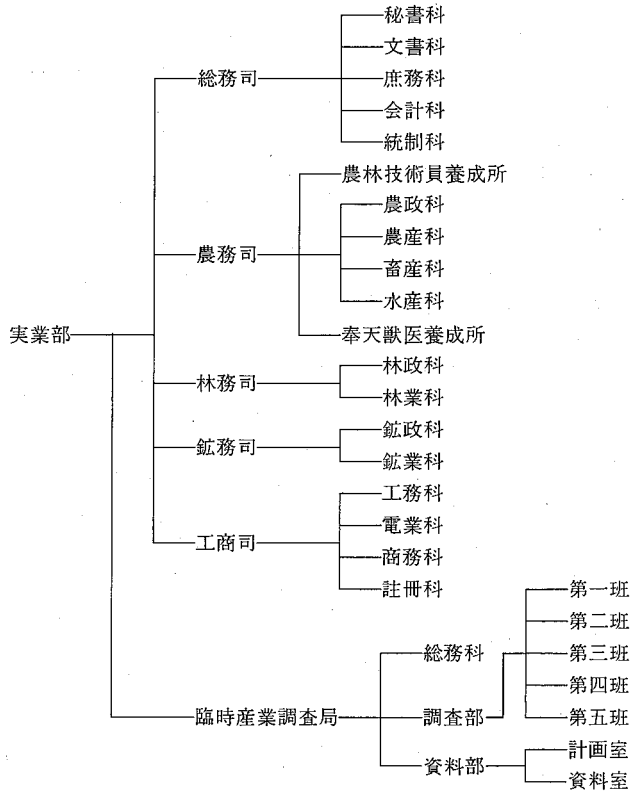 秘書科
文書科
総務司
庶務科
会計科
統制科
農林技術員養成所
農政科
農産科
農務司
畜産科
水産科
実業部
奉天獣医養成所
林政科
林務司
林業科
鉱政科
鉱務司
鉱業科
工務科
電業科
工商司
商務科
註冊科
第一班
第二班
総務科
第三班
第四班
臨時産業調査局
調査部
第五班
計画室
資料部
資料室